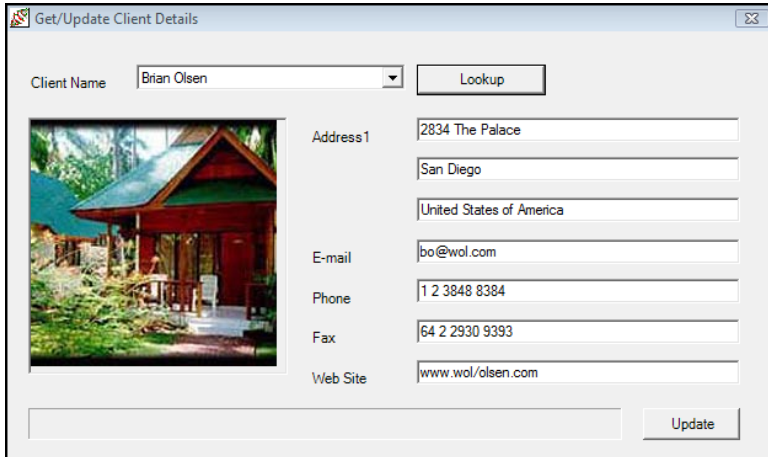 Get/Update Client Details
Client Name Brian Olsen Lookup
Address1 2834 The Palace
San Diego
United States of America
E-mail bo@wol.com
Phone 1 2 3848 8384
Fax 64 2 2930 9393
Web Site www.wol/olsen.com
Update